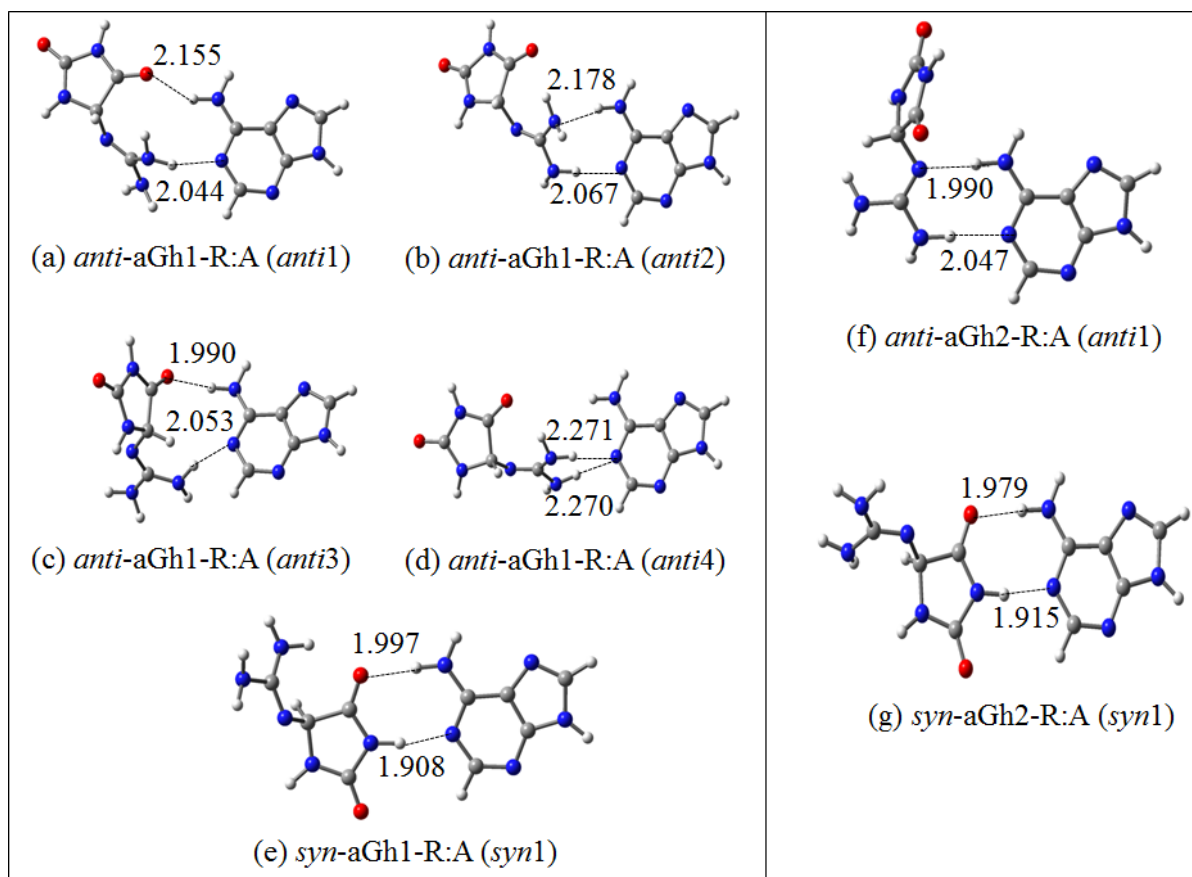 2.155
2.044
(a) anti-aGh1-R:A (anti1)
2.178
2.067
(b) anti-aGh1-R:A (anti2)
1.990
2.053
(c) anti-aGh1-R:A (anti3)
2.271
2.270
(d) anti-aGh1-R:A (anti4)
1.997
1.908
(e) syn-aGh1-R:A (syn1)
1.990
2.047
(f) anti-aGh2-R:A (anti1)
1.979
1.915
(g) syn-aGh2-R:A (syn1)